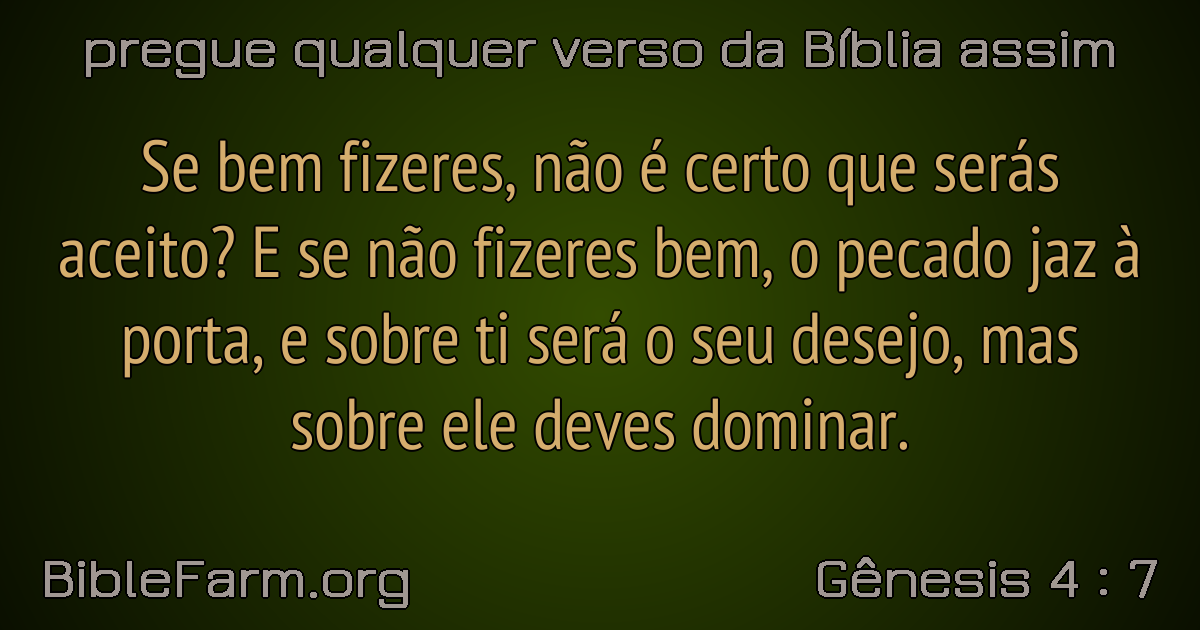 pregue qualquer verso da Bíblia assim
Se bem fizeres, não é certo que serás
aceito? E se não fizeres bem, o pecado jaz à
porta, e sobre ti será o seu desejo, mas
sobre ele deves dominar.
BibleFarm.org
Gênesis 4 : 7